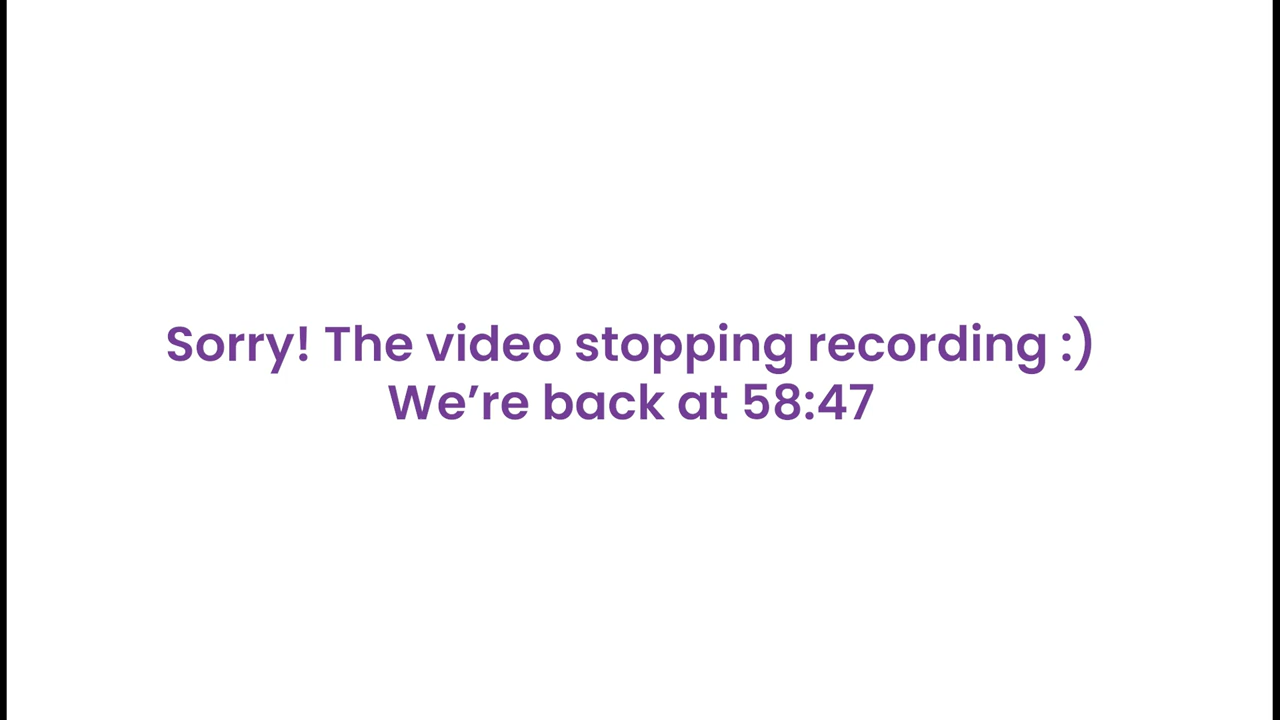 Sorry! The video stopping recording :)
We’re back at 58:47